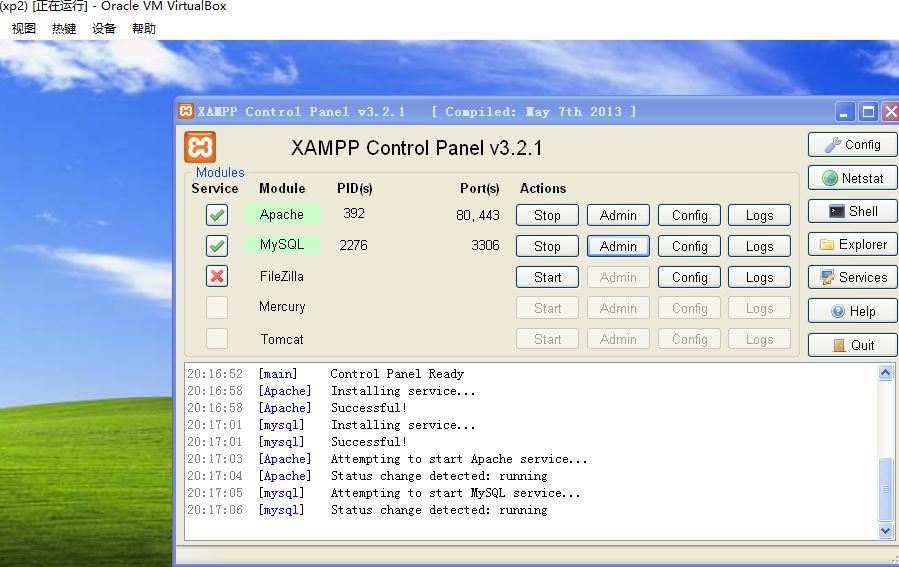 (xp2) [正在运行] - Oracle VM VirtualBox
视图 热键 设备 帮助
XAMPP Control Panel v3.2.1 [ Compiled: May 7th 2013 ]
XAMPP Control Panel v3.2.1
Config
Modules
Service Module PID(s) Port(s) Actions
Netstat
Apache 392 80, 443 Stop Admin Config Logs
Shell
MySQL 2276 3306 Stop Admin Config Logs
Explorer
FileZilla Start Admin Config Logs
Services
Mercury Start Admin Config Logs
Help
Tomcat Start Admin Config Logs
Quit
20:16:52 [main] Control Panel Ready
20:16:58 [Apache] Installing service...
20:16:58 [Apache] Successful!
20:17:01 [mysql] Installing service...
20:17:01 [mysql] Successful!
20:17:03 [Apache] Attempting to start Apache service...
20:17:04 [Apache] Status change detected: running
20:17:05 [mysql] Attempting to start MySQL service...
20:17:06 [mysql] Status change detected: running